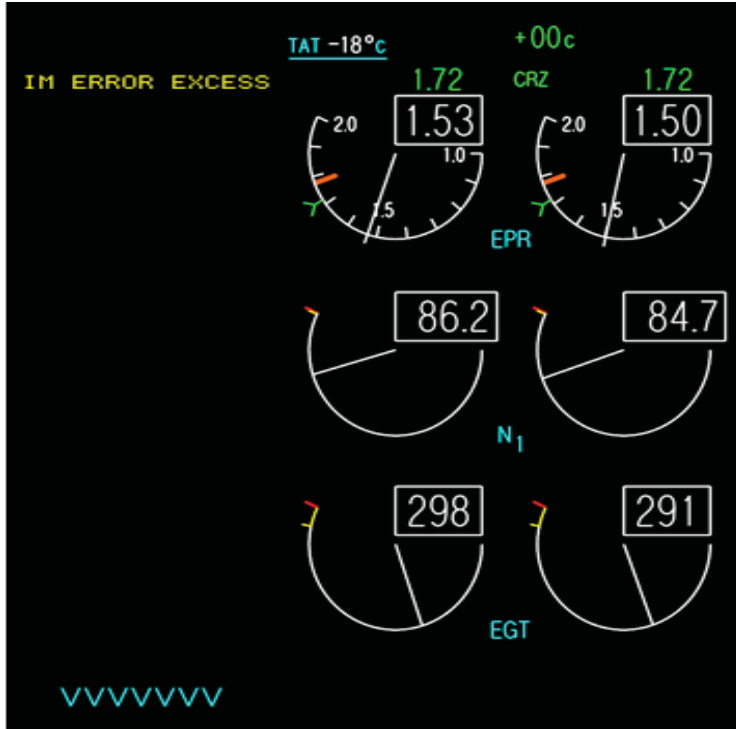 TAT -18°c
+00c
IM ERROR EXCESS
1.72 CRZ 1.72
1.53 1.50
2.0 2.0
1.0 1.0
1.5 1.5
EPR
86.2 84.7
N1
298 291
EGT
VVVVVVV